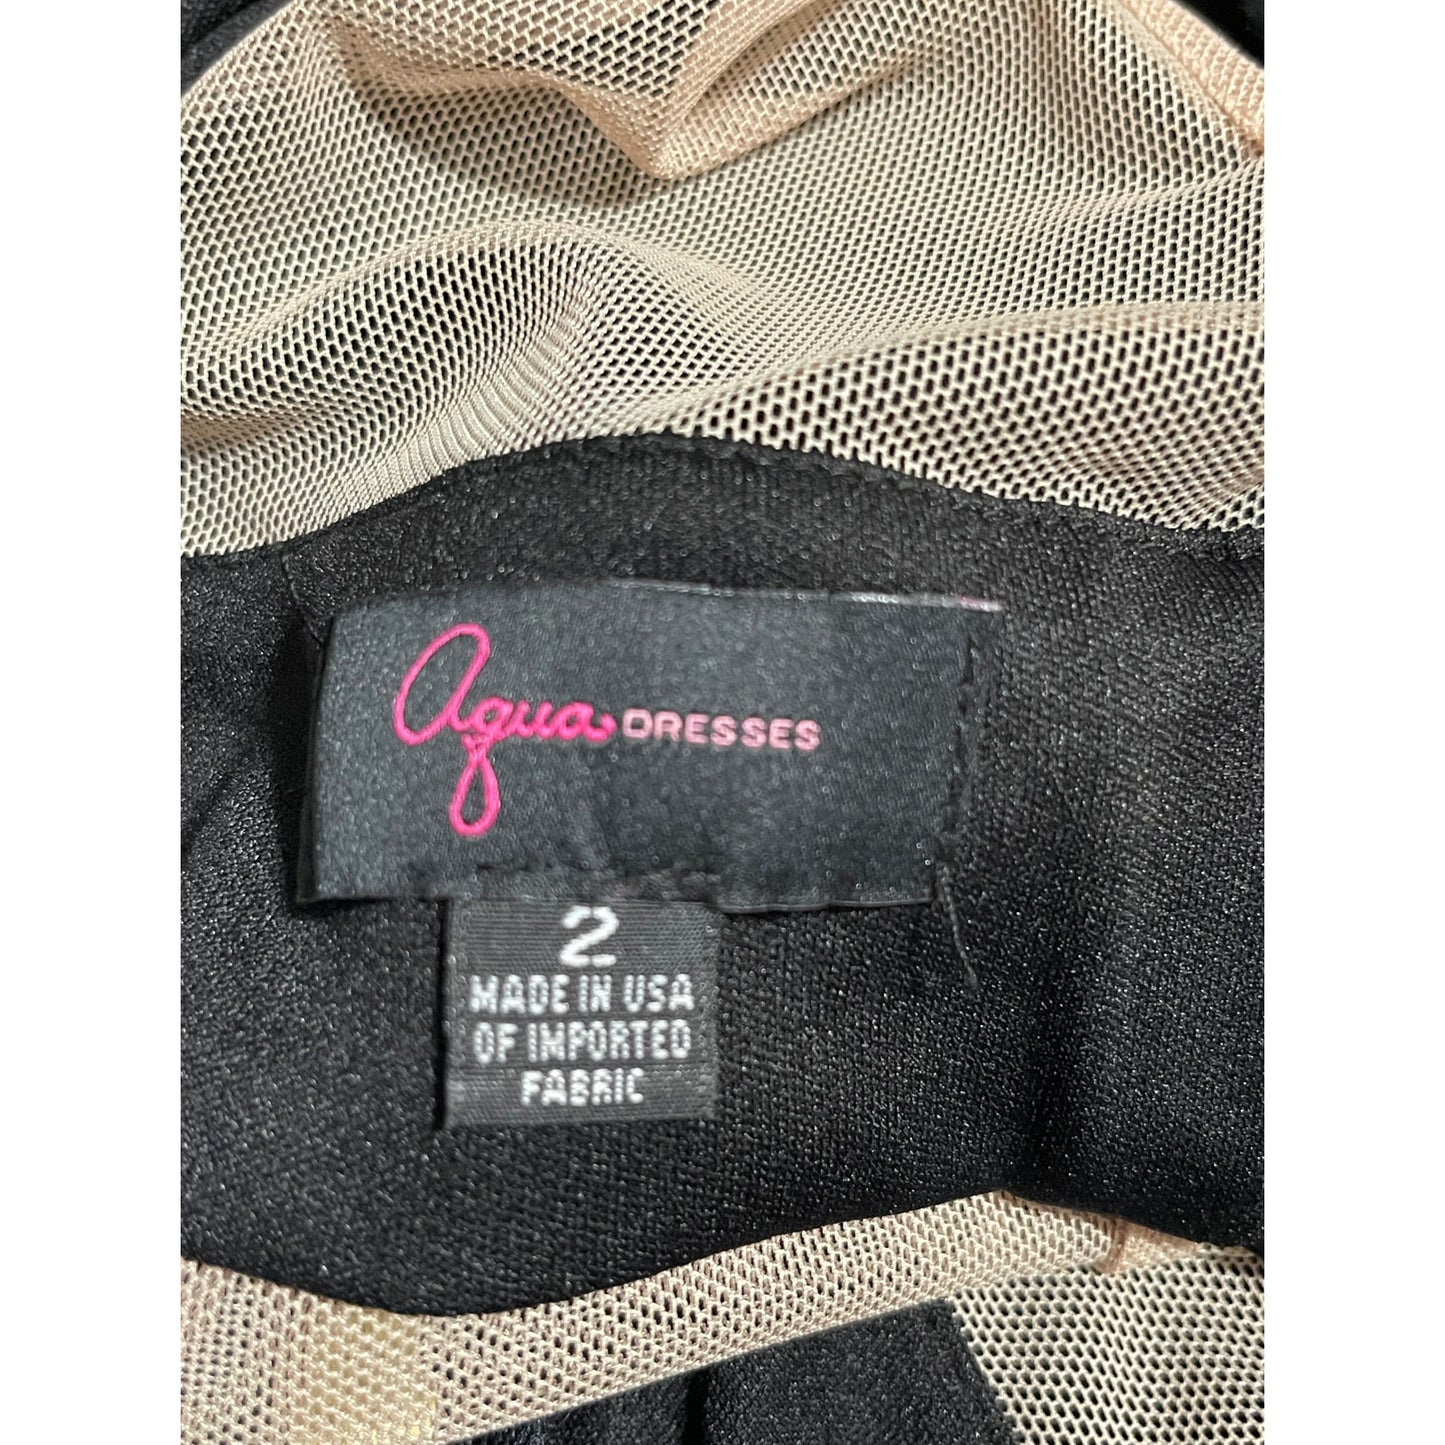 Aqua DRESSES
2
MADE IN USA
OF IMPORTED
FABRIC